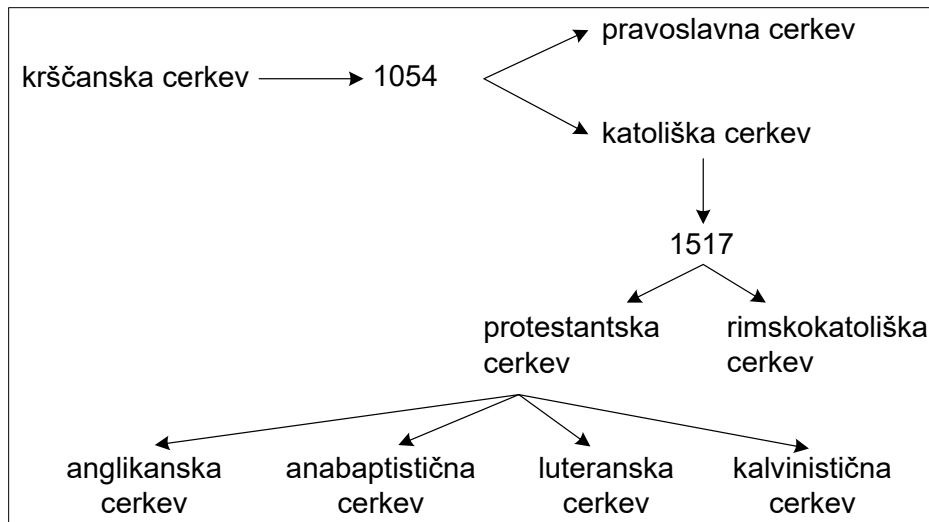 pravoslavna cerkev
krščanska cerkev
1054
katoliška cerkev
1517
protestantska
cerkev
rimskokatoliška
cerkev
anglikanska
cerkev
anabaptistična
cerkev
luteranska
cerkev
kalvinistična
cerkev